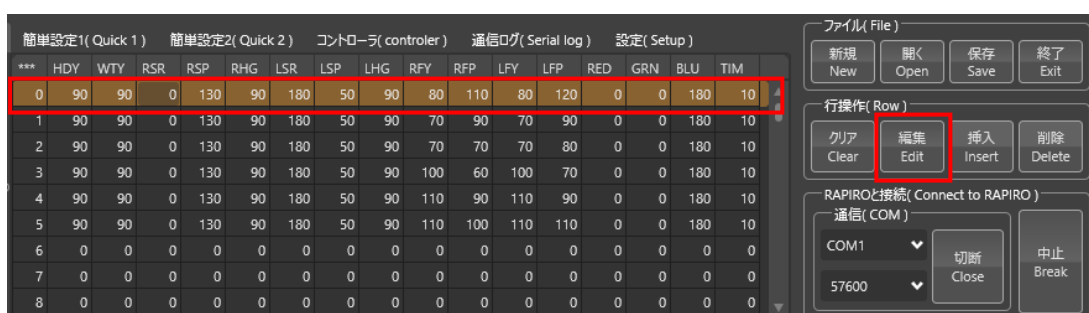 簡単設定1( Quick 1 ) 簡単設定2( Quick 2 ) コントローラ( controler ) 通信ログ( Serial log ) 設定( Setup )
*** HDY WTY RSR RSP RHG LSR LSP LHG RFY RFP LFY LFP RED GRN BLU TIM
0 90 90 0 130 90 180 50 90 80 110 80 120 0 0 180 10
1 90 90 0 130 90 180 50 90 70 90 70 90 0 0 180 10
2 90 90 0 130 90 180 50 90 70 70 70 80 0 0 180 10
3 90 90 0 130 90 180 50 90 100 60 100 70 0 0 180 10
4 90 90 0 130 90 180 50 90 110 90 110 90 0 0 180 10
5 90 90 0 130 90 180 50 90 110 100 110 110 0 0 180 10
6 0 0 0 0 0 0 0 0 0 0 0 0 0 0 0 0
7 0 0 0 0 0 0 0 0 0 0 0 0 0 0 0 0
8 0 0 0 0 0 0 0 0 0 0 0 0 0 0 0 0
ファイル( File )
新規 開く 保存 終了
New Open Save Exit
行操作( Row )
クリア 編集 挿入 削除
Clear Edit Insert Delete
RAPIROと接続( Connect to RAPIRO )
通信( COM )
COM1
57600
切断
Close
中止
Break